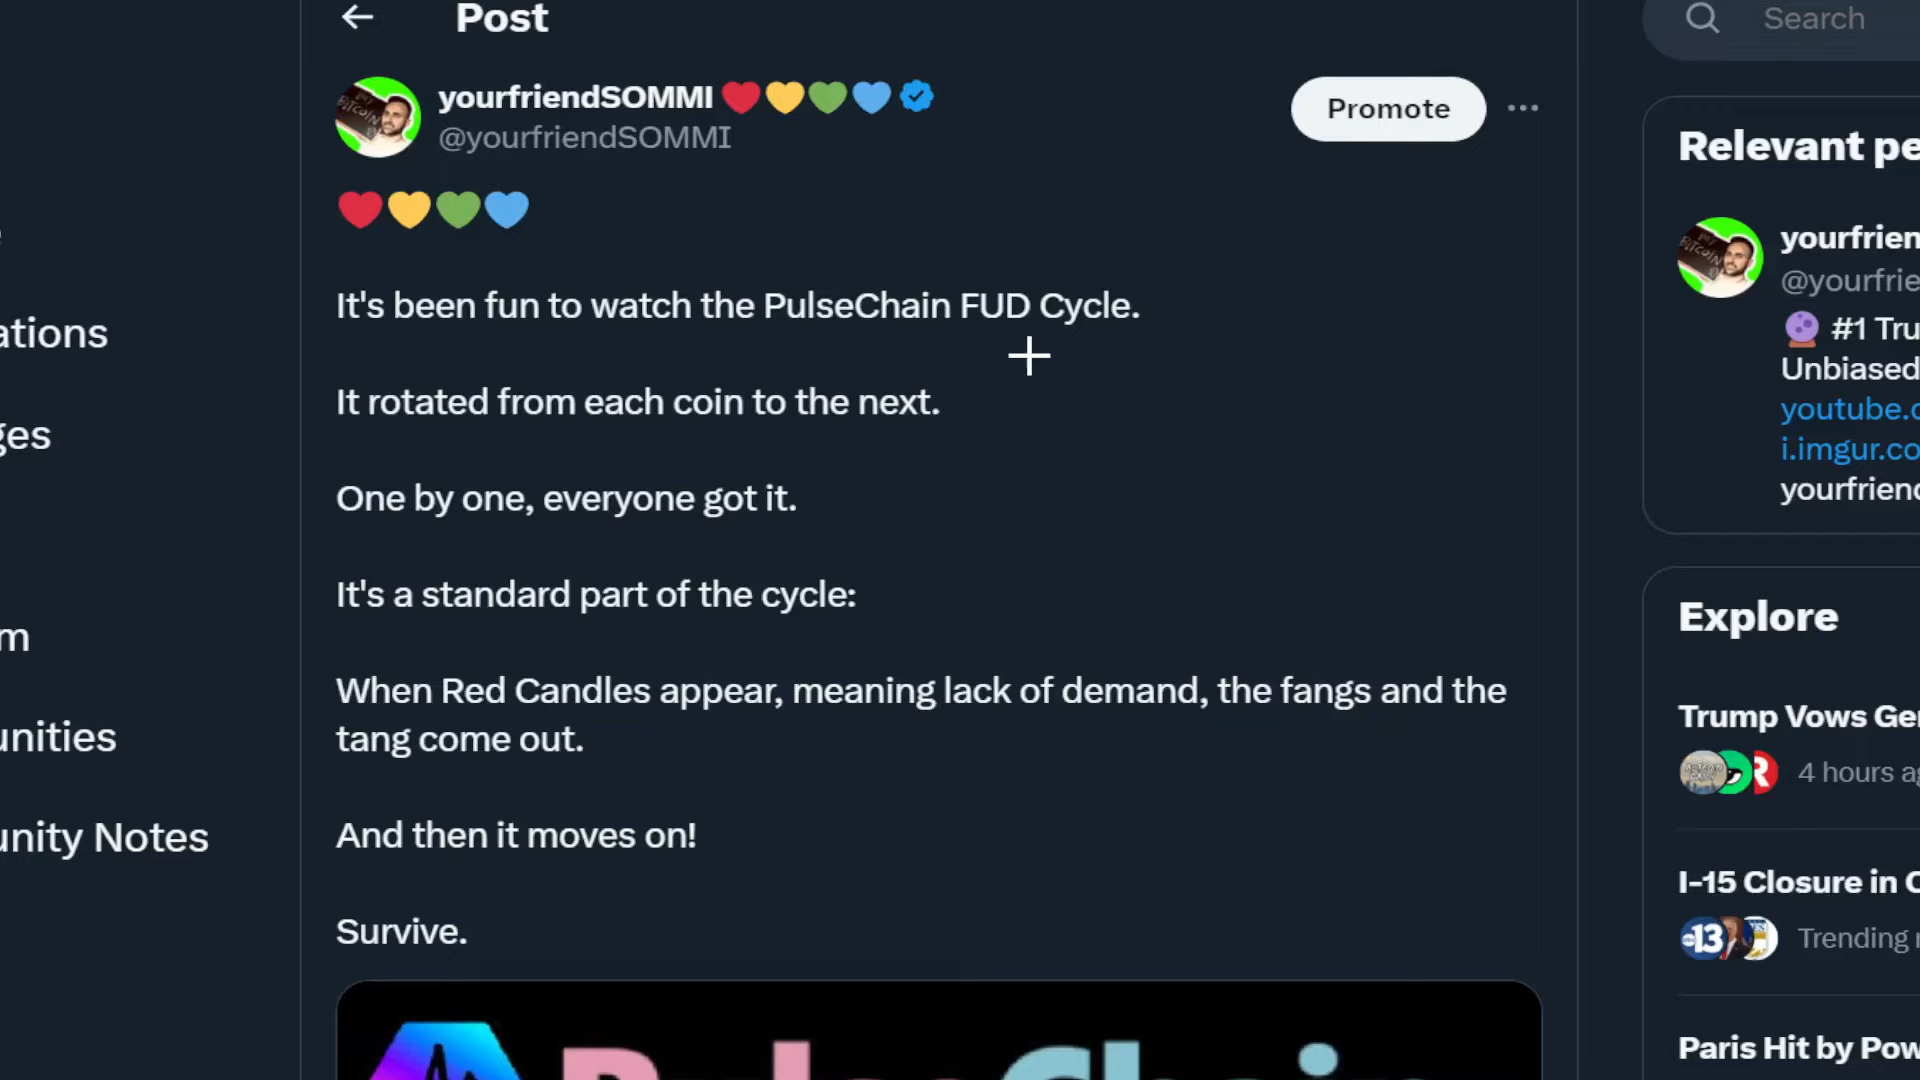 Post
Search
yourfriendSOMMI
@yourfriendSOMMI
Promote
It's been fun to watch the PulseChain FUD Cycle.
It rotated from each coin to the next.
One by one, everyone got it.
It's a standard part of the cycle:
When Red Candles appear, meaning lack of demand, the fangs and the
tang come out.
And then it moves on!
Survive.
PulseChain
ations
ges
m
unities
unity Notes
Relevant pe
yourfrien
@yourfrie
#1 Tru
Unbiased
youtube.c
i.imgur.co
yourfriend
Explore
Trump Vows Ger
4 hours ag
I-15 Closure in C
13
Trending
Paris Hit by Pow